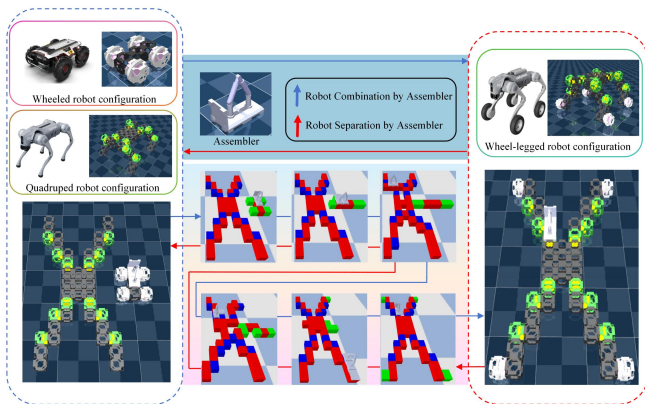 Wheeled robot configuration
Quadruped robot configuration
Assembler
Robot Combination by Assembler
Robot Separation by Assembler
Wheel-legged robot configuration